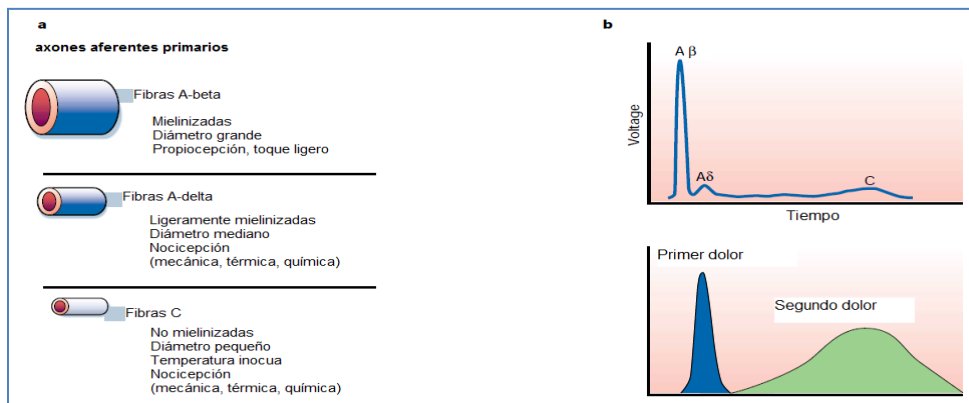 a
axones aferentes primarios
Fibras A-beta
Mielinizadas
Diámetro grande
Propiocepción, toque ligero
Fibras A-delta
Ligeramente mielinizadas
Diámetro mediano
Nocicepción
(mecánica, térmica, química)
Fibras C
No mielinizadas
Diámetro pequeño
Temperatura inocua
Nocicepción
(mecánica, térmica, química)
b
A β
Voltage
Aδ
C
Tiempo
Primer dolor
Segundo dolor